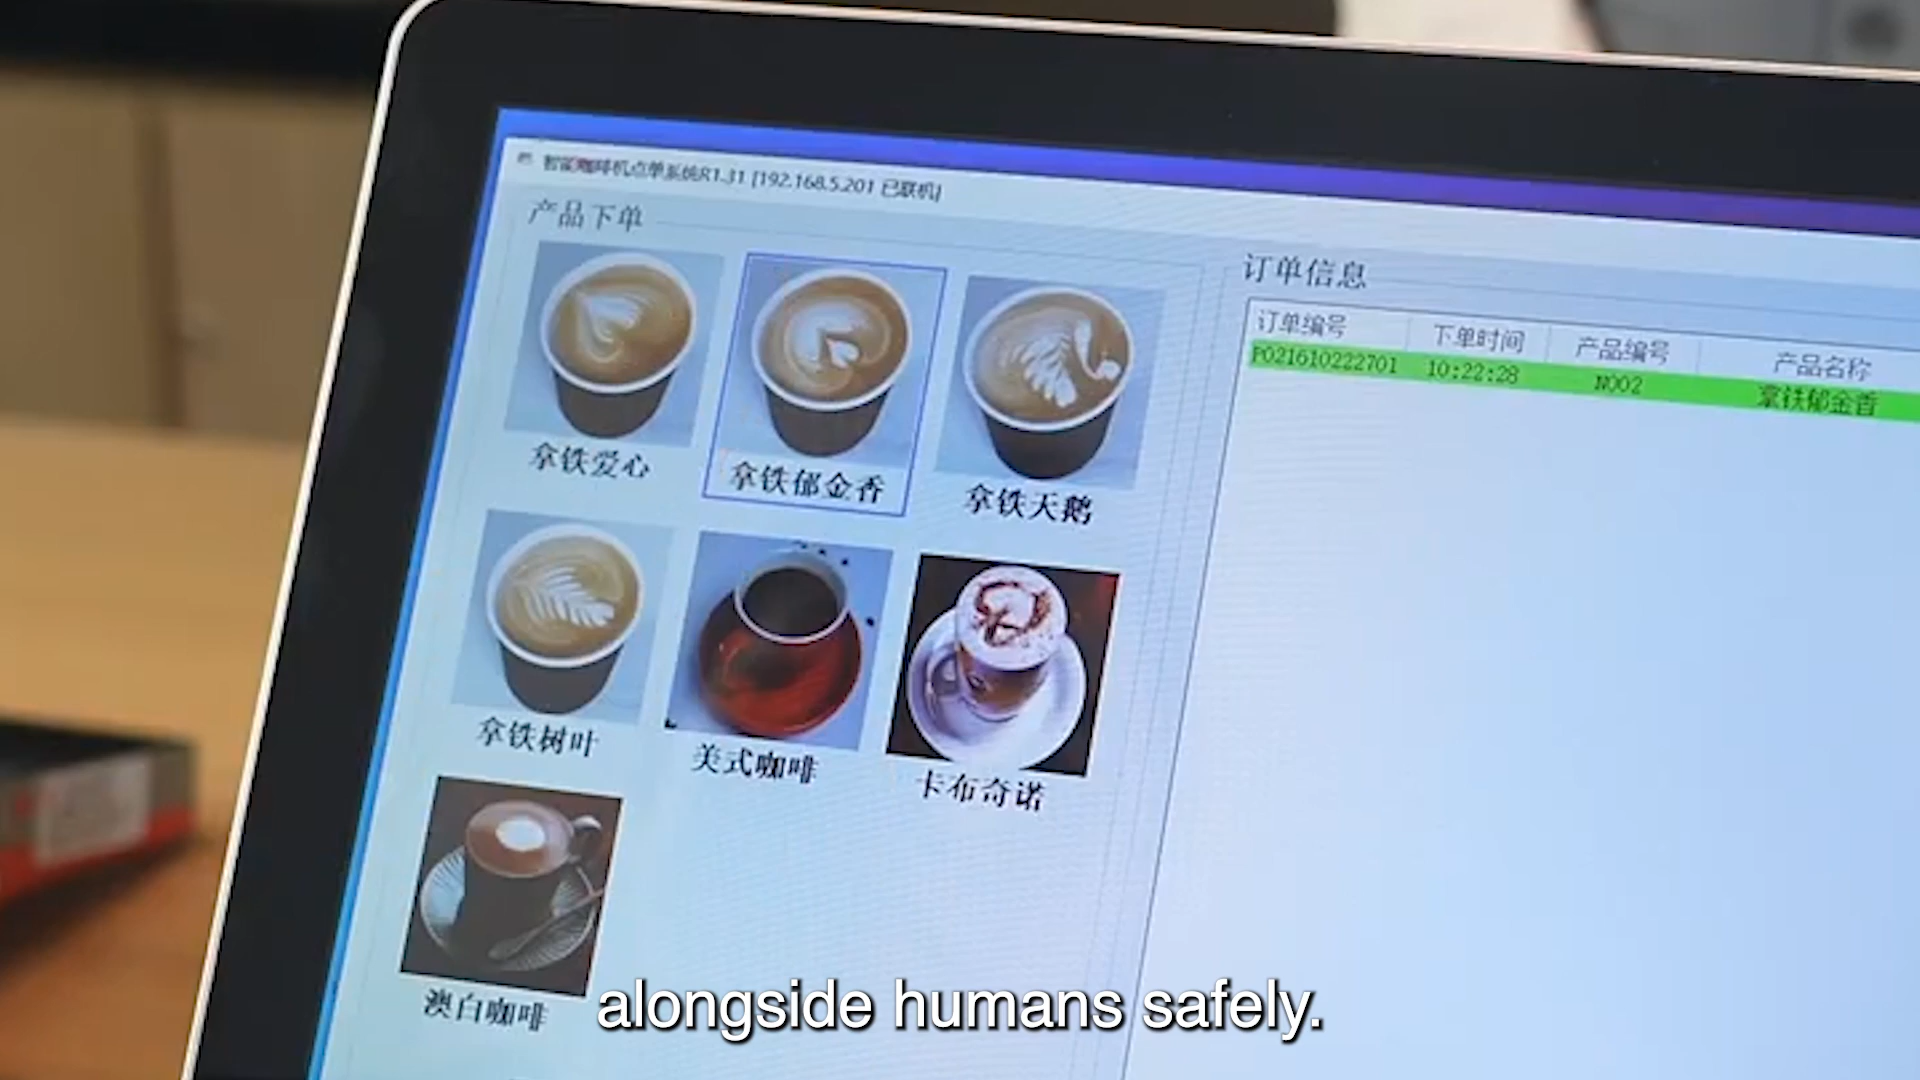 智能咖啡机点单系统R1.31 [192.168.5.201 已联机]
产品下单
拿铁爱心
拿铁郁金香
拿铁天鹅
拿铁树叶
美式咖啡
卡布奇诺
澳白咖啡
订单信息
订单编号 下单时间 产品编号 产品名称
P021610222701 10:22:28 N002 拿铁郁金香
alongside humans safely.